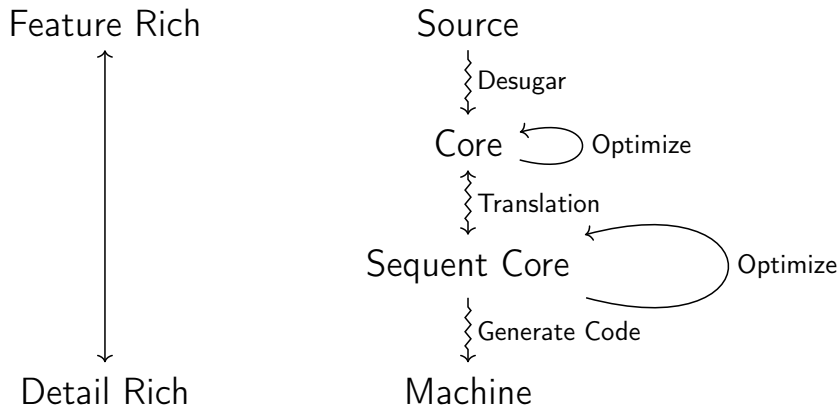 Feature Rich
Source
Desugar
Core
Optimize
Translation
Sequent Core
Optimize
Generate Code
Detail Rich
Machine